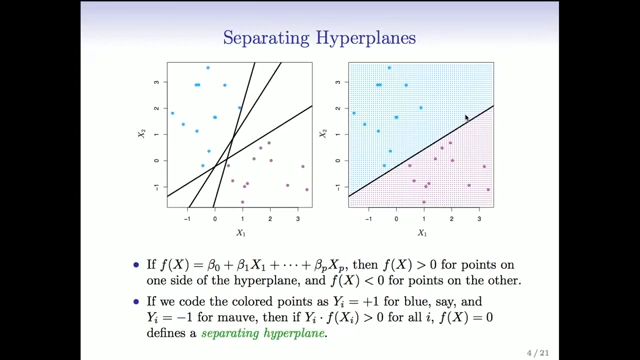 Separating Hyperplanes
3
2
1
0
−1
X₂
−1
0
1
2
3
X₁
3
2
1
0
−1
X₂
−1
0
1
2
3
X₁
• If f(X) = β₀ + β₁X₁ + ··· + βₚXₚ, then f(X) > 0 for points on
one side of the hyperplane, and f(X) < 0 for points on the other.
• If we code the colored points as Yᵢ = +1 for blue, say, and
Yᵢ = −1 for mauve, then if Yᵢ · f(Xᵢ) > 0 for all i, f(X) = 0
defines a separating hyperplane.
4 / 21